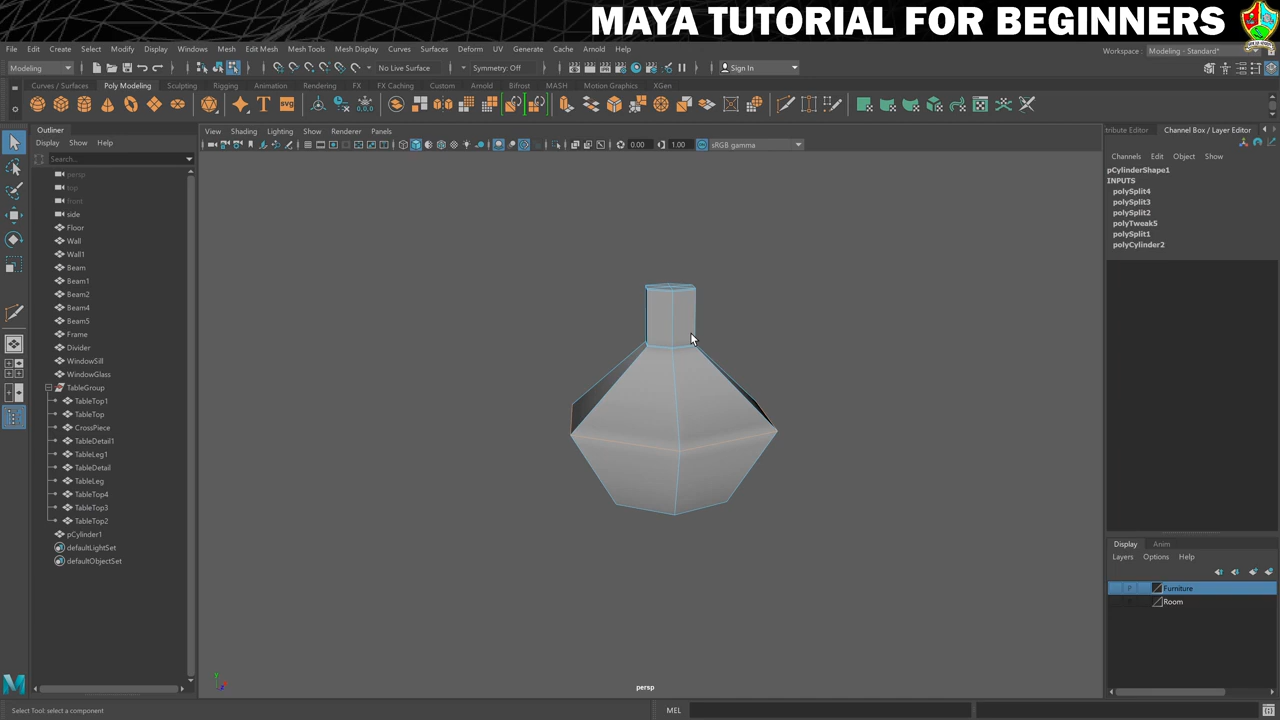 MAYA TUTORIAL FOR BEGINNERS
File Edit Create Select Modify Display Windows Mesh Edit Mesh Mesh Tools Mesh Display Curves Surfaces Deform UV Generate Cache Arnold Help
Workspace : Modeling - Standard*
Modeling No Live Surface Symmetry: Off Sign In
Curves / Surfaces Poly Modeling Sculpting Rigging Animation Rendering FX FX Caching Custom Arnold Bifrost MASH Motion Graphics XGen
Outliner
Display Show Help
Search...
persp
top
front
side
Floor
Wall
Wall1
Beam
Beam1
Beam2
Beam4
Beam5
Frame
Divider
WindowSill
WindowGlass
TableGroup
TableTop1
TableTop
CrossPiece
TableDetail1
TableLeg1
TableDetail
TableLeg
TableTop4
TableTop3
TableTop2
pCylinder1
defaultLightSet
defaultObjectSet
View Shading Lighting Show Renderer Panels
0.00 1.00 sRGB gamma
persp
tribute Editor Channel Box / Layer Editor
Channels Edit Object Show
pCylinderShape1
INPUTS
polySplit4
polySplit3
polySplit2
polyTweak5
polySplit1
polyCylinder2
Display Anim
Layers Options Help
P Furniture
Room
Select Tool: select a component
MEL